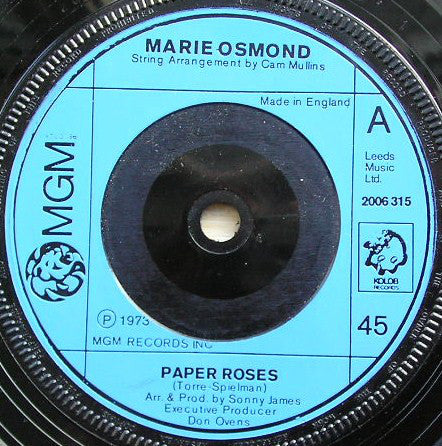 MARIE OSMOND
String Arrangement by Cam Mullins
Made in England
A
Leeds
Music
Ltd.
2006 315
MGM
KOLOB
RECORDS
Ⓟ 1973
MGM RECORDS INC
45
PAPER ROSES
(Torre-Spielman)
Arr. & Prod. by Sonny James
Executive Producer
Don Ovens